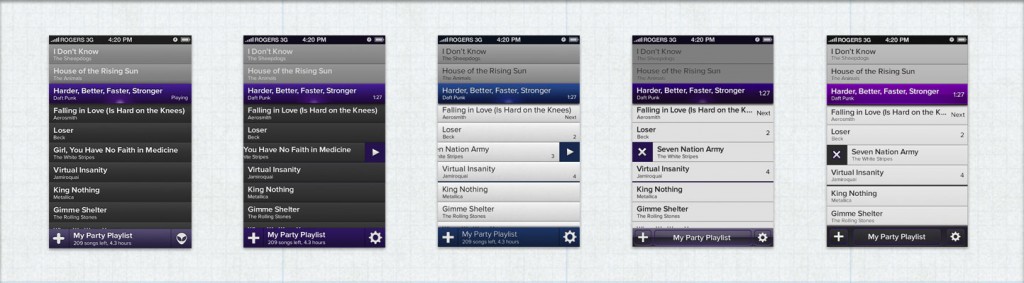 ROGERS 3G 4:20 PM
I Don't Know
The Sheepdogs
House of the Rising Sun
The Animals
Harder, Better, Faster, Stronger
Daft Punk Playing
Falling in Love (Is Hard on the Knees)
Aerosmith
Loser
Beck
Girl, You Have No Faith in Medicine
The White Stripes
Virtual Insanity
Jamiroquai
King Nothing
Metallica
Gimme Shelter
The Rolling Stones
My Party Playlist
209 songs left, 4.3 hours
ROGERS 3G 4:20 PM
I Don't Know
The Sheepdogs
House of the Rising Sun
The Animals
Harder, Better, Faster, Stronger
Daft Punk 1:27
Falling in Love (Is Hard on the Knees)
Aerosmith
Loser
Beck
You Have No Faith in Medicine
The White Stripes
Virtual Insanity
Jamiroquai
King Nothing
Metallica
Gimme Shelter
The Rolling Stones
My Party Playlist
209 songs left, 4.3 hours
ROGERS 3G 4:20 PM
I Don't Know
The Sheepdogs
House of the Rising Sun
The Animals
Harder, Better, Faster, Stronger
Daft Punk 1:27
Falling in Love (Is Hard on the Knees)
Aerosmith Next
Loser
Beck 2
en Nation Army
White Stripes 3
Virtual Insanity
Jamiroquai 4
King Nothing
Metallica
Gimme Shelter
The Rolling Stones
My Party Playlist
209 songs left, 4.3 hours
ROGERS 3G 4:20 PM
I Don't Know
The Sheepdogs
House of the Rising Sun
The Animals
Harder, Better, Faster, Stronger
Daft Punk 1:27
Falling in Love (Is Hard on the K...
Aerosmith Next
Loser 2
Beck
Seven Nation Army
The White Stripes
Virtual Insanity 4
Jamiroquai
King Nothing
Metallica
Gimme Shelter
The Rolling Stones
My Party Playlist
ROGERS 3G 4:20 PM
I Don't Know
The Sheepdogs
House of the Rising Sun
The Animals
Harder, Better, Faster, Stronger
Daft Punk 1:27
Falling in Love (Is Hard on the K...
Aerosmith Next
Loser 2
Beck
Seven Nation Army
The White Stripes
Virtual Insanity 4
Jamiroquai
King Nothing
Metallica
Gimme Shelter
The Rolling Stones
My Party Playlist